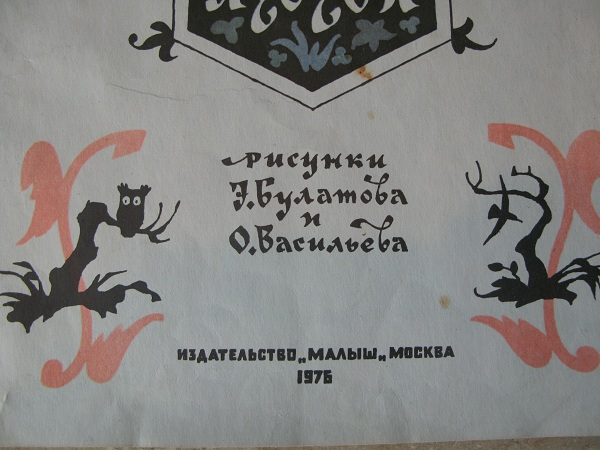 рисунки
Э.Булатова
и
О.Васильева
ИЗДАТЕЛЬСТВО „МАЛЫШ„ МОСКВА
1976